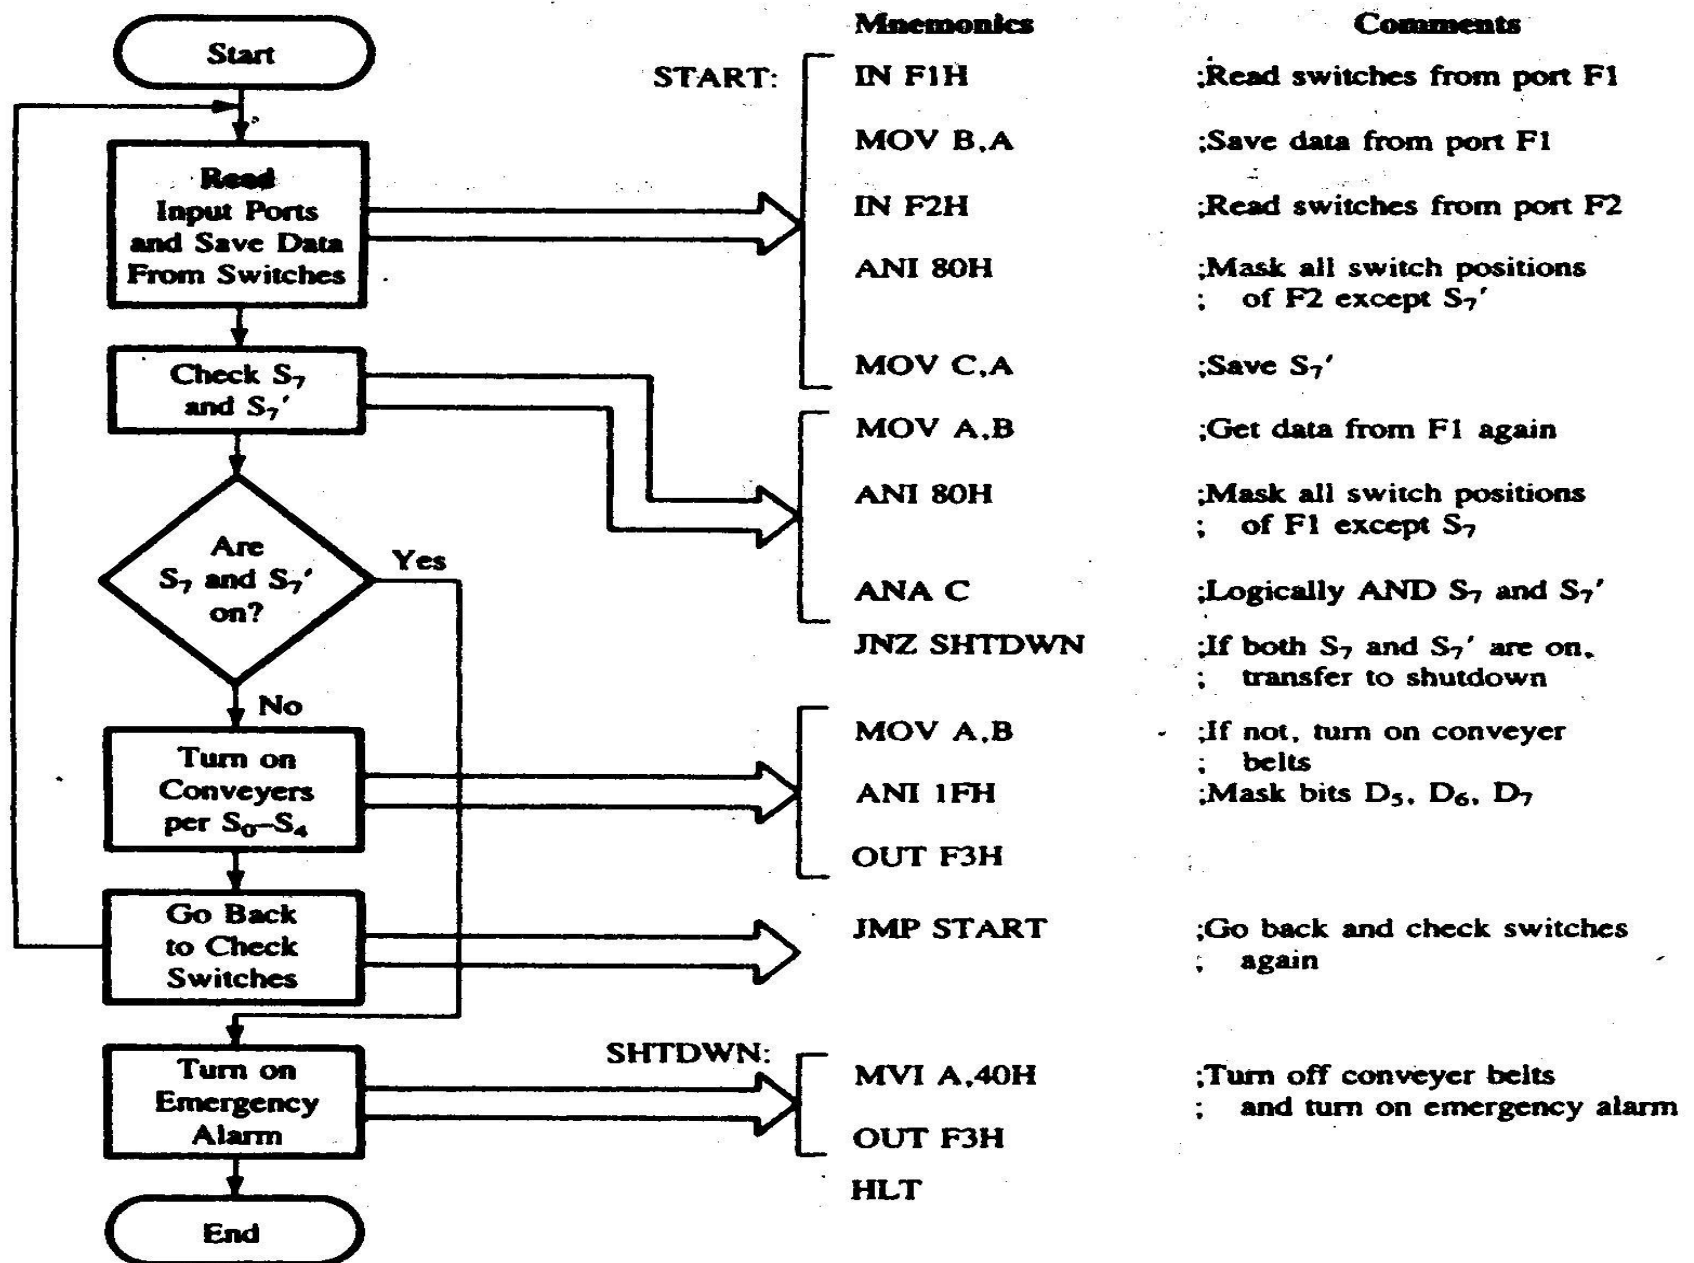 Start
Read
Input Ports
and Save Data
From Switches
Check S₇
and S₇'
Are
S₇ and S₇'
on?
Yes
No
Turn on
Conveyers
per S₀–S₄
Go Back
to Check
Switches
Turn on
Emergency
Alarm
End
Mnemonics Comments
START: IN F1H ;Read switches from port F1
MOV B,A ;Save data from port F1
IN F2H ;Read switches from port F2
ANI 80H ;Mask all switch positions
; of F2 except S₇'
MOV C,A ;Save S₇'
MOV A,B ;Get data from F1 again
ANI 80H ;Mask all switch positions
; of F1 except S₇
ANA C ;Logically AND S₇ and S₇'
JNZ SHTDWN ;If both S₇ and S₇' are on,
; transfer to shutdown
MOV A,B ;If not, turn on conveyer
; belts
ANI 1FH ;Mask bits D₅, D₆, D₇
OUT F3H
JMP START ;Go back and check switches
; again
SHTDWN: MVI A,40H ;Turn off conveyer belts
; and turn on emergency alarm
OUT F3H
HLT